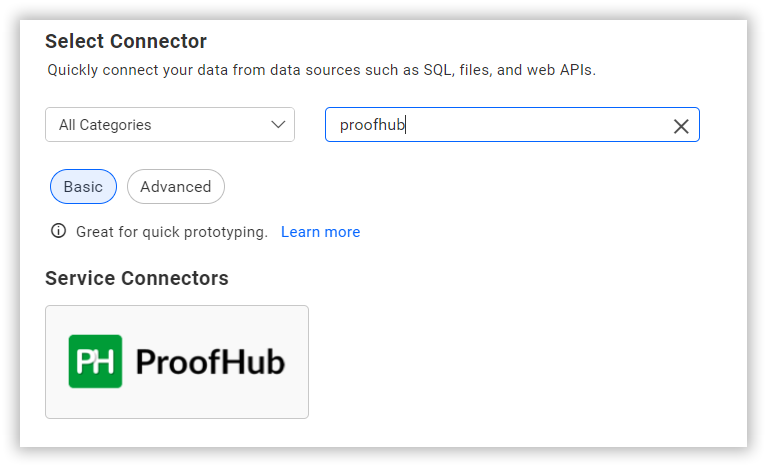 Select Connector
Quickly connect your data from data sources such as SQL, files, and web APIs.
All Categories
proofhub
Basic
Advanced
Great for quick prototyping. Learn more
Service Connectors
PH ProofHub